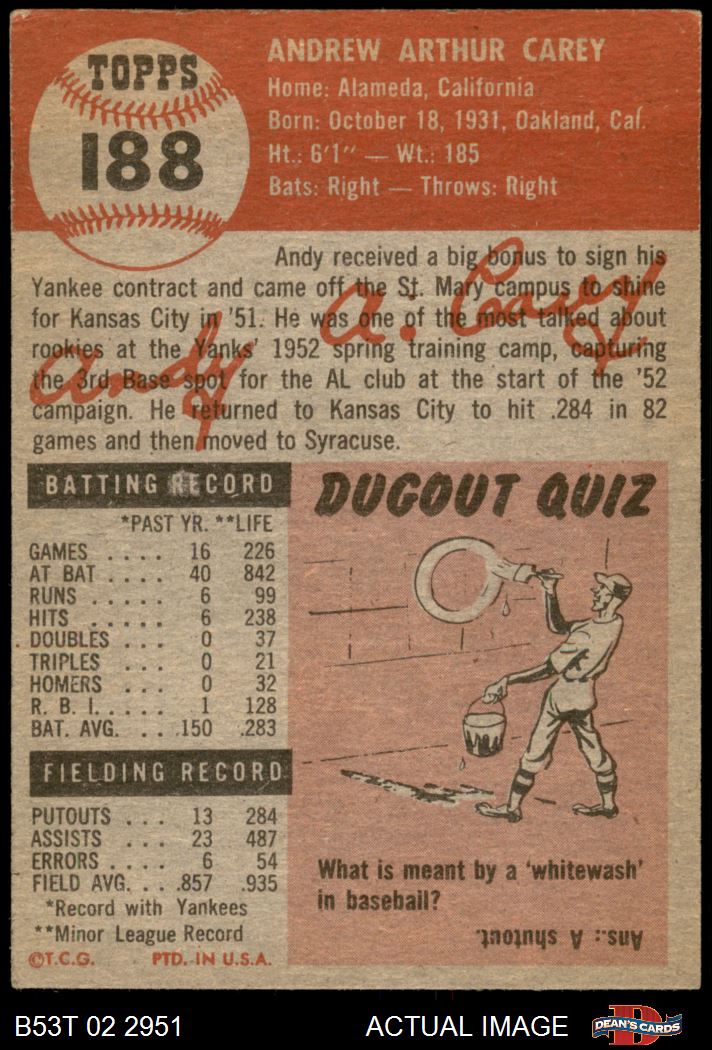 TOPPS
188
ANDREW ARTHUR CAREY
Home: Alameda, California
Born: October 18, 1931, Oakland, Cal.
Ht.: 6'1" — Wt.: 185
Bats: Right — Throws: Right
Andy received a big bonus to sign his
Yankee contract and came off the St. Mary campus to shine
for Kansas City in '51. He was one of the most talked about
rookies at the Yanks' 1952 spring training camp, capturing
the 3rd Base spot for the AL club at the start of the '52
campaign. He returned to Kansas City to hit .284 in 82
games and then moved to Syracuse.
Andy A. Carey
BATTING RECORD
*PAST YR. **LIFE
GAMES .... 16 226
AT BAT .... 40 842
RUNS ..... 6 99
HITS ..... 6 238
DOUBLES ... 0 37
TRIPLES ... 0 21
HOMERS ... 0 32
R. B. I. .... 1 128
BAT. AVG. .. .150 .283
FIELDING RECORD
PUTOUTS ... 13 284
ASSISTS ... 23 487
ERRORS .... 6 54
FIELD AVG. .. .857 .935
*Record with Yankees
**Minor League Record
©T.C.G. PTD. IN U.S.A.
DUGOUT QUIZ
What is meant by a 'whitewash'
in baseball?
Ans.: A shutout.
B53T 02 2951 ACTUAL IMAGE
D
DEAN'S CARDS